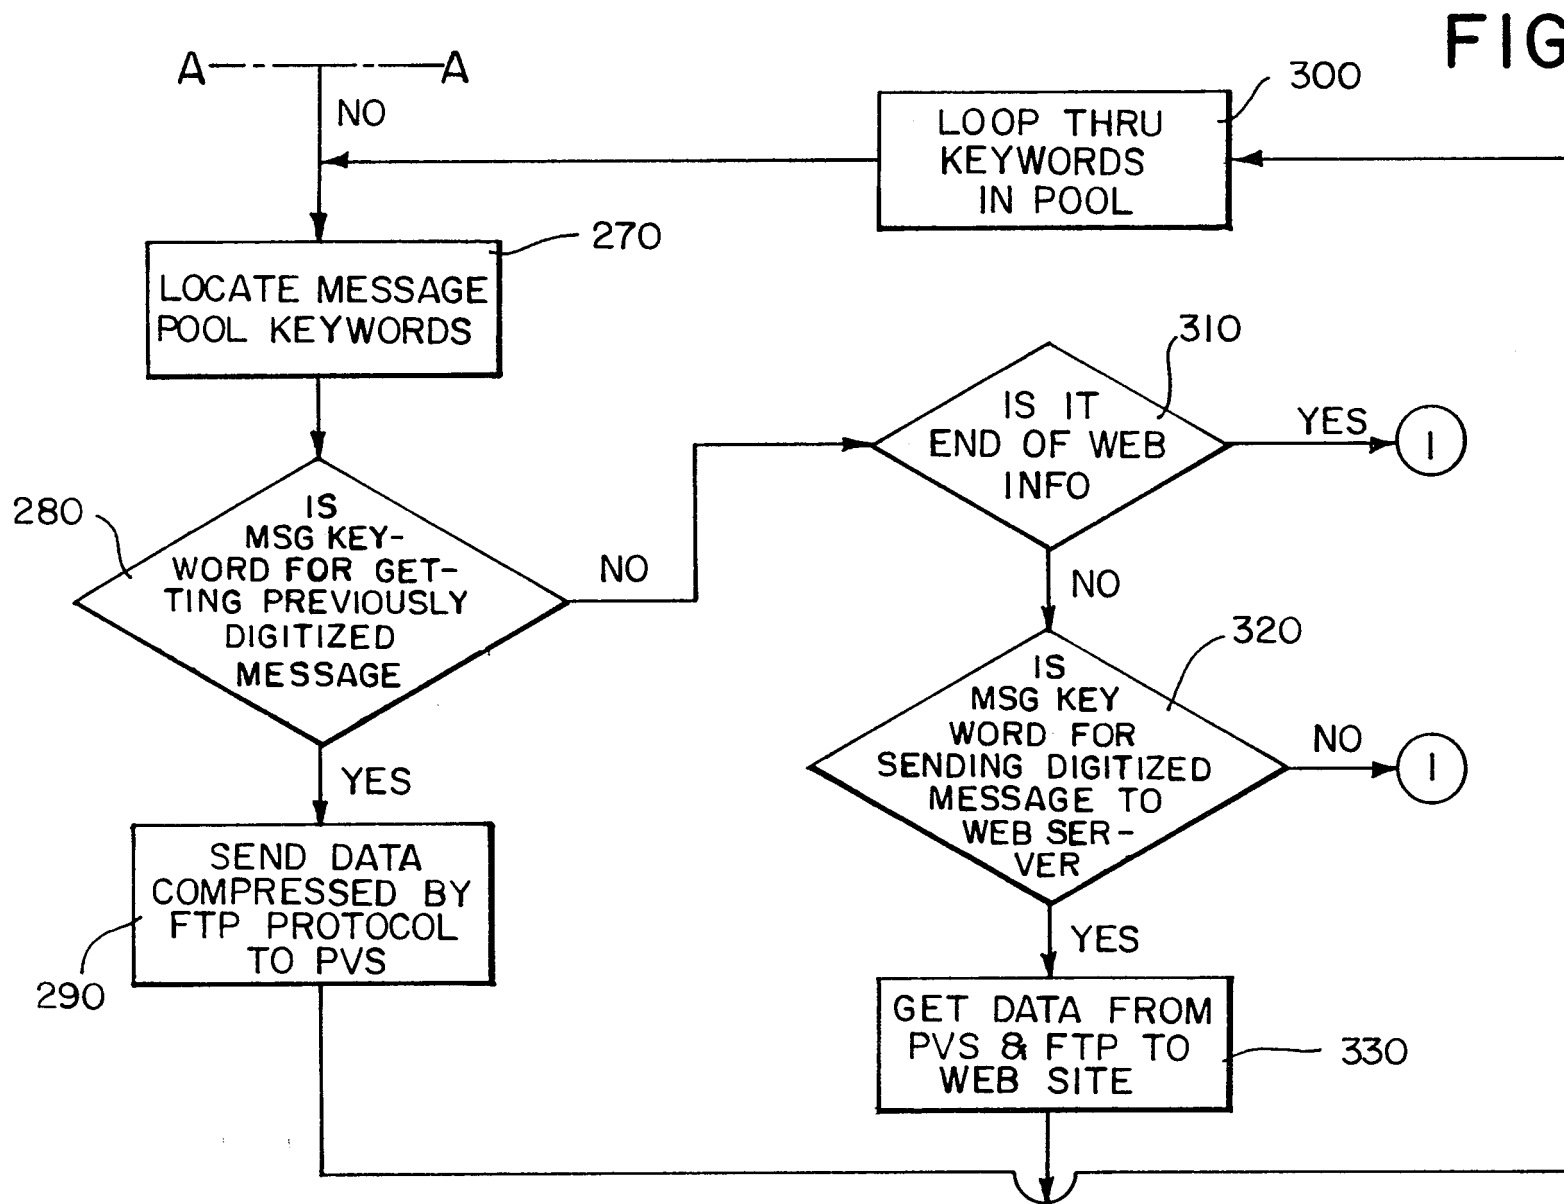 FIG
A A
NO
300
LOOP THRU
KEYWORDS
IN POOL
270
LOCATE MESSAGE
POOL KEYWORDS
310
IS IT
END OF WEB
INFO
YES
1
280
IS
MSG KEY-
WORD FOR GET-
TING PREVIOUSLY
DIGITIZED
MESSAGE
NO
NO
320
IS
MSG KEY
WORD FOR
SENDING DIGITIZED
MESSAGE TO
WEB SER-
VER
NO
1
YES
SEND DATA
COMPRESSED BY
FTP PROTOCOL
TO PVS
290
YES
GET DATA FROM
PVS & FTP TO
WEB SITE
330